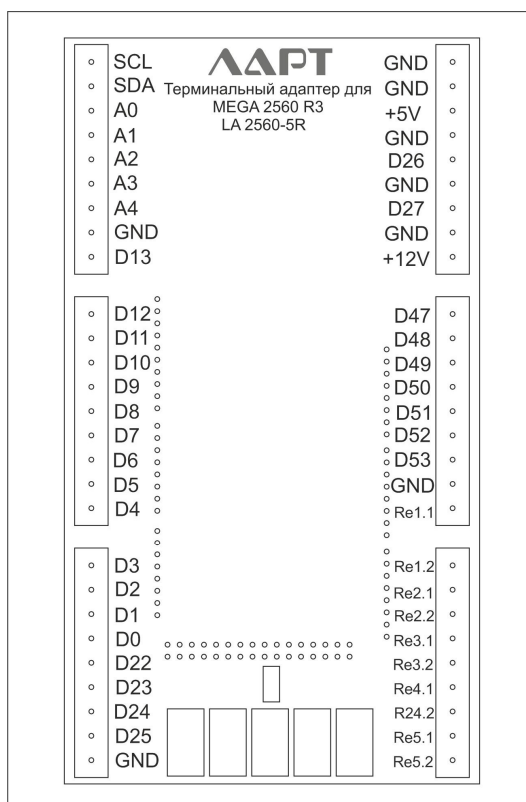 ЛАРТ
Терминальный адаптер для
MEGA 2560 R3
LA 2560-5R
SCL
SDA
A0
A1
A2
A3
A4
GND
D13
D12
D11
D10
D9
D8
D7
D6
D5
D4
D3
D2
D1
D0
D22
D23
D24
D25
GND
GND
GND
+5V
GND
D26
GND
D27
GND
+12V
D47
D48
D49
D50
D51
D52
D53
GND
Re1.1
Re1.2
Re2.1
Re2.2
Re3.1
Re3.2
Re4.1
R24.2
Re5.1
Re5.2